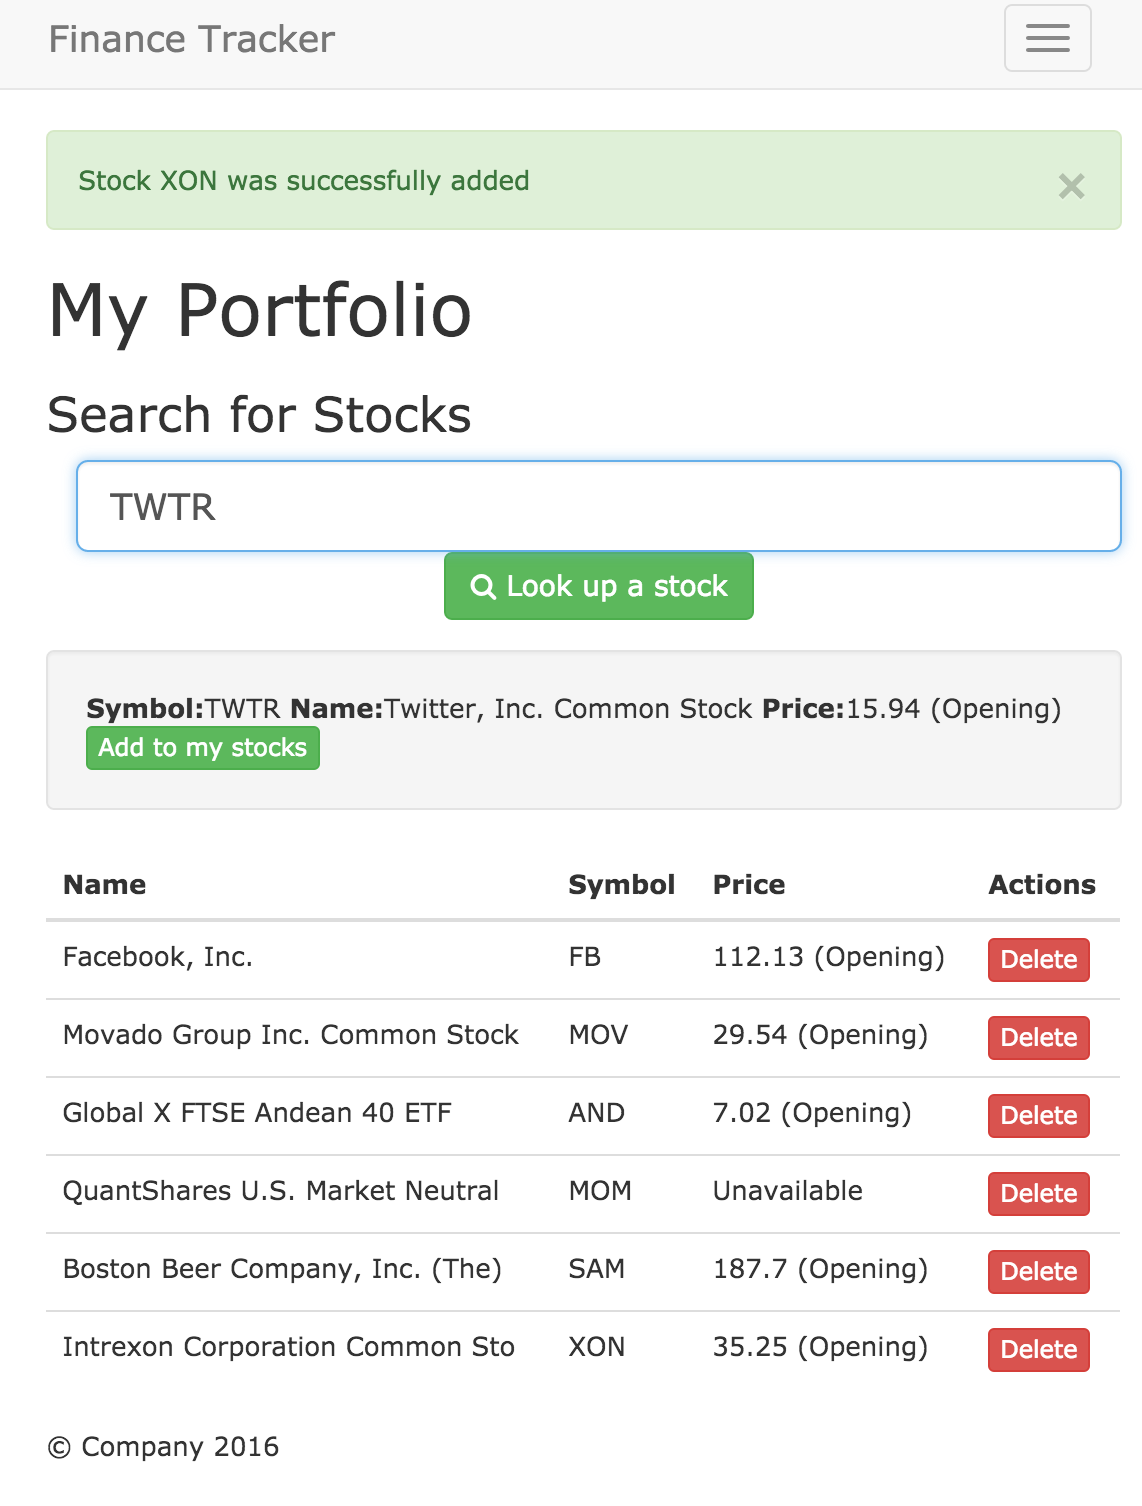 Finance Tracker
Stock XON was successfully added
×
My Portfolio
Search for Stocks
TWTR
Look up a stock
Symbol:TWTR Name:Twitter, Inc. Common Stock Price:15.94 (Opening)
Add to my stocks
Name Symbol Price Actions
Facebook, Inc. FB 112.13 (Opening) Delete
Movado Group Inc. Common Stock MOV 29.54 (Opening) Delete
Global X FTSE Andean 40 ETF AND 7.02 (Opening) Delete
QuantShares U.S. Market Neutral MOM Unavailable Delete
Boston Beer Company, Inc. (The) SAM 187.7 (Opening) Delete
Intrexon Corporation Common Sto XON 35.25 (Opening) Delete
© Company 2016